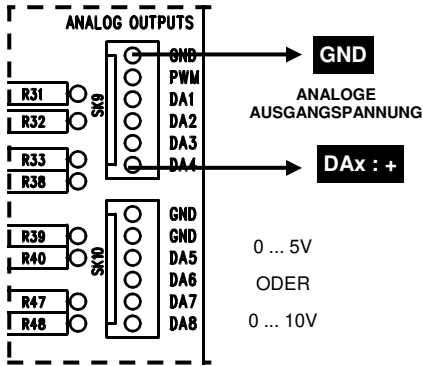 ANALOG OUTPUTS
GND
PWM
DA1
DA2
DA3
DA4
SK9
R31
R32
R33
R38
GND
GND
DA5
DA6
DA7
DA8
SK10
R39
R40
R47
R48
GND
ANALOGE
AUSGANGSPANNUNG
DAx : +
0 ... 5V
ODER
0 ... 10V